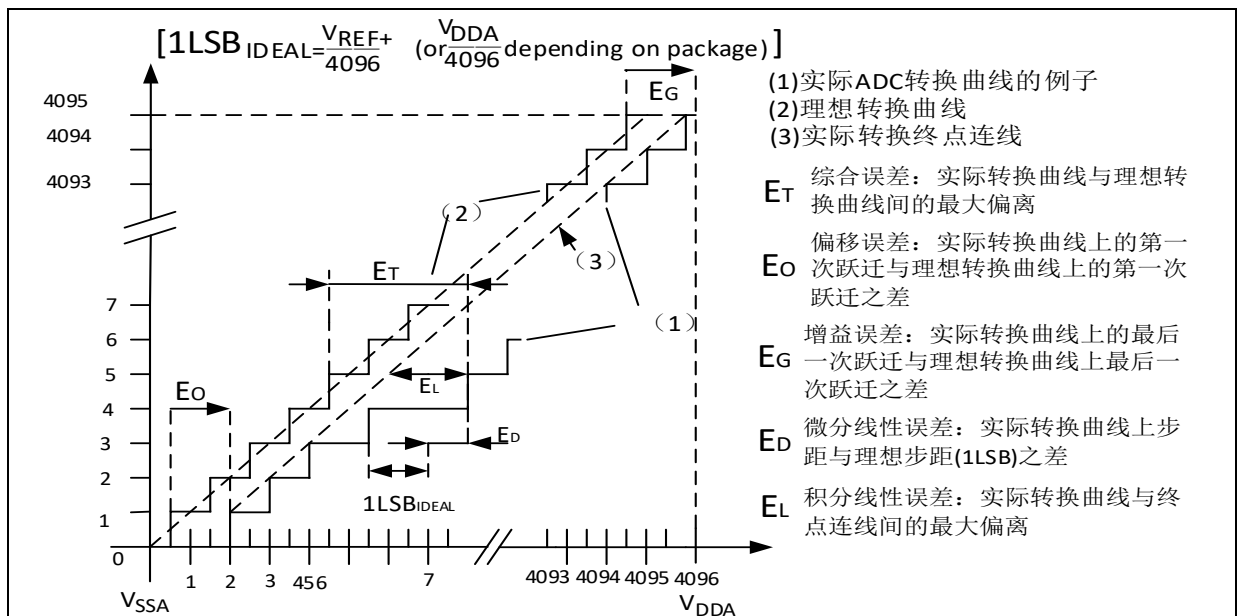 [1LSB IDEAL= VREF+/4096 (or VDDA/4096 depending on package)]
EG
4095
4094
4093
(1)实际ADC转换曲线的例子
(2)理想转换曲线
(3)实际转换终点连线
ET 综合误差：实际转换曲线与理想转
换曲线间的最大偏离
EO 偏移误差：实际转换曲线上的第一
次跃迁与理想转换曲线上的第一次
跃迁之差
EG 增益误差：实际转换曲线上的最后
一次跃迁与理想转换曲线上最后一
次跃迁之差
ED 微分线性误差：实际转换曲线上步
距与理想步距(1LSB)之差
EL 积分线性误差：实际转换曲线与终
点连线间的最大偏离
（2）
（3）
（1）
ET
7
6
5
4
3
2
1
0
EO
EL
ED
1LSBIDEAL
1 2 3 456 7 4093 4094 4095 4096
VSSA VDDA